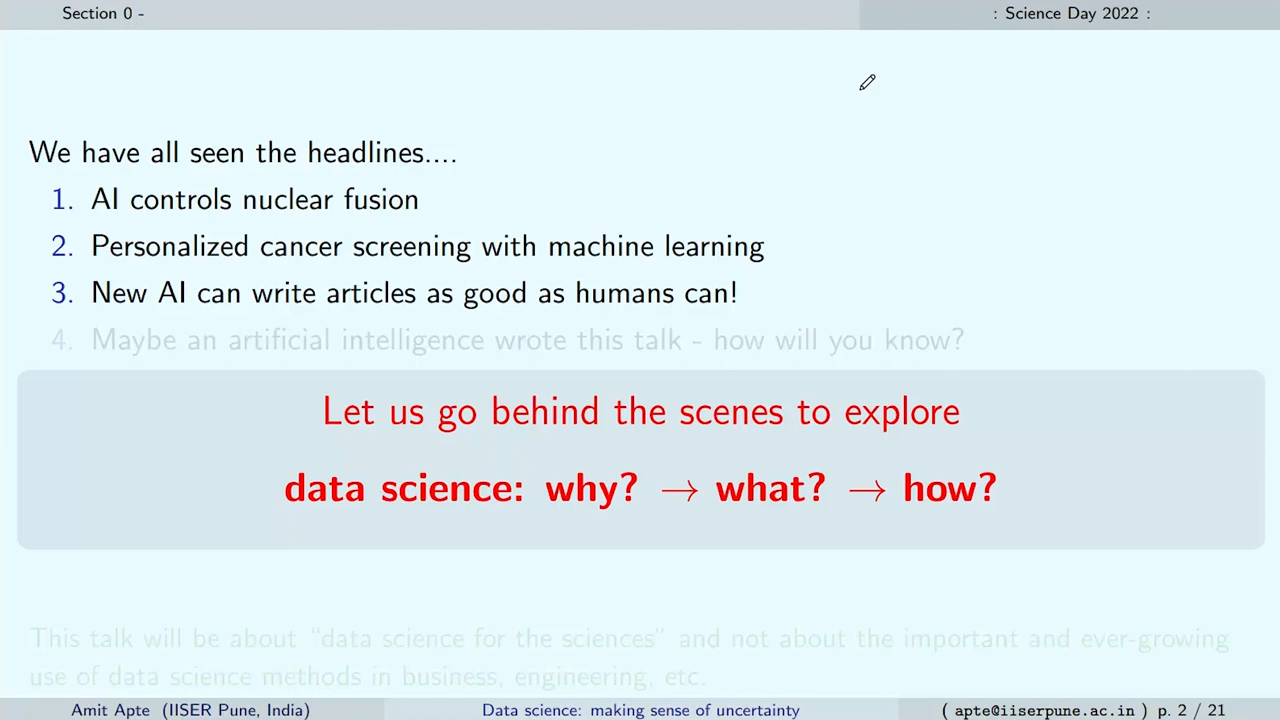 Section 0 -
: Science Day 2022 :
We have all seen the headlines....
1. AI controls nuclear fusion
2. Personalized cancer screening with machine learning
3. New AI can write articles as good as humans can!
4. Maybe an artificial intelligence wrote this talk - how will you know?
Let us go behind the scenes to explore
data science: why? → what? → how?
This talk will be about “data science for the sciences” and not about the important and ever-growing
use of data science methods in business, engineering, etc.
Amit Apte (IISER Pune, India)
Data science: making sense of uncertainty
( apte@iiserpune.ac.in ) p. 2 / 21